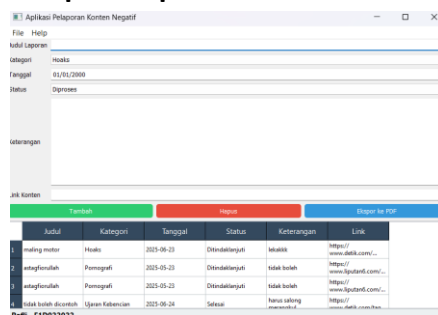 Aplikasi Pelaporan Konten Negatif
File Help
Judul Laporan
Kategori Hoaks
Tanggal 01/01/2000
Status Diproses
Keterangan
Link Konten
Tambah Hapus Ekspor ke PDF
Judul Kategori Tanggal Status Keterangan Link
1 maling motor Hoaks 2025-06-23 Ditindaklanjuti https://
www.detik.com/...
2 astagfirullah Pornografi 2025-05-23 Ditindaklanjuti tidak boleh https://
www.liputan6.com/...
3 astagfirullah Pornografi 2025-05-23 Ditindaklanjuti tidak boleh https://
www.liputan6.com/...
4 tidak boleh dicontoh Ujaran Kebencian 2025-06-24 Selesai harus https://